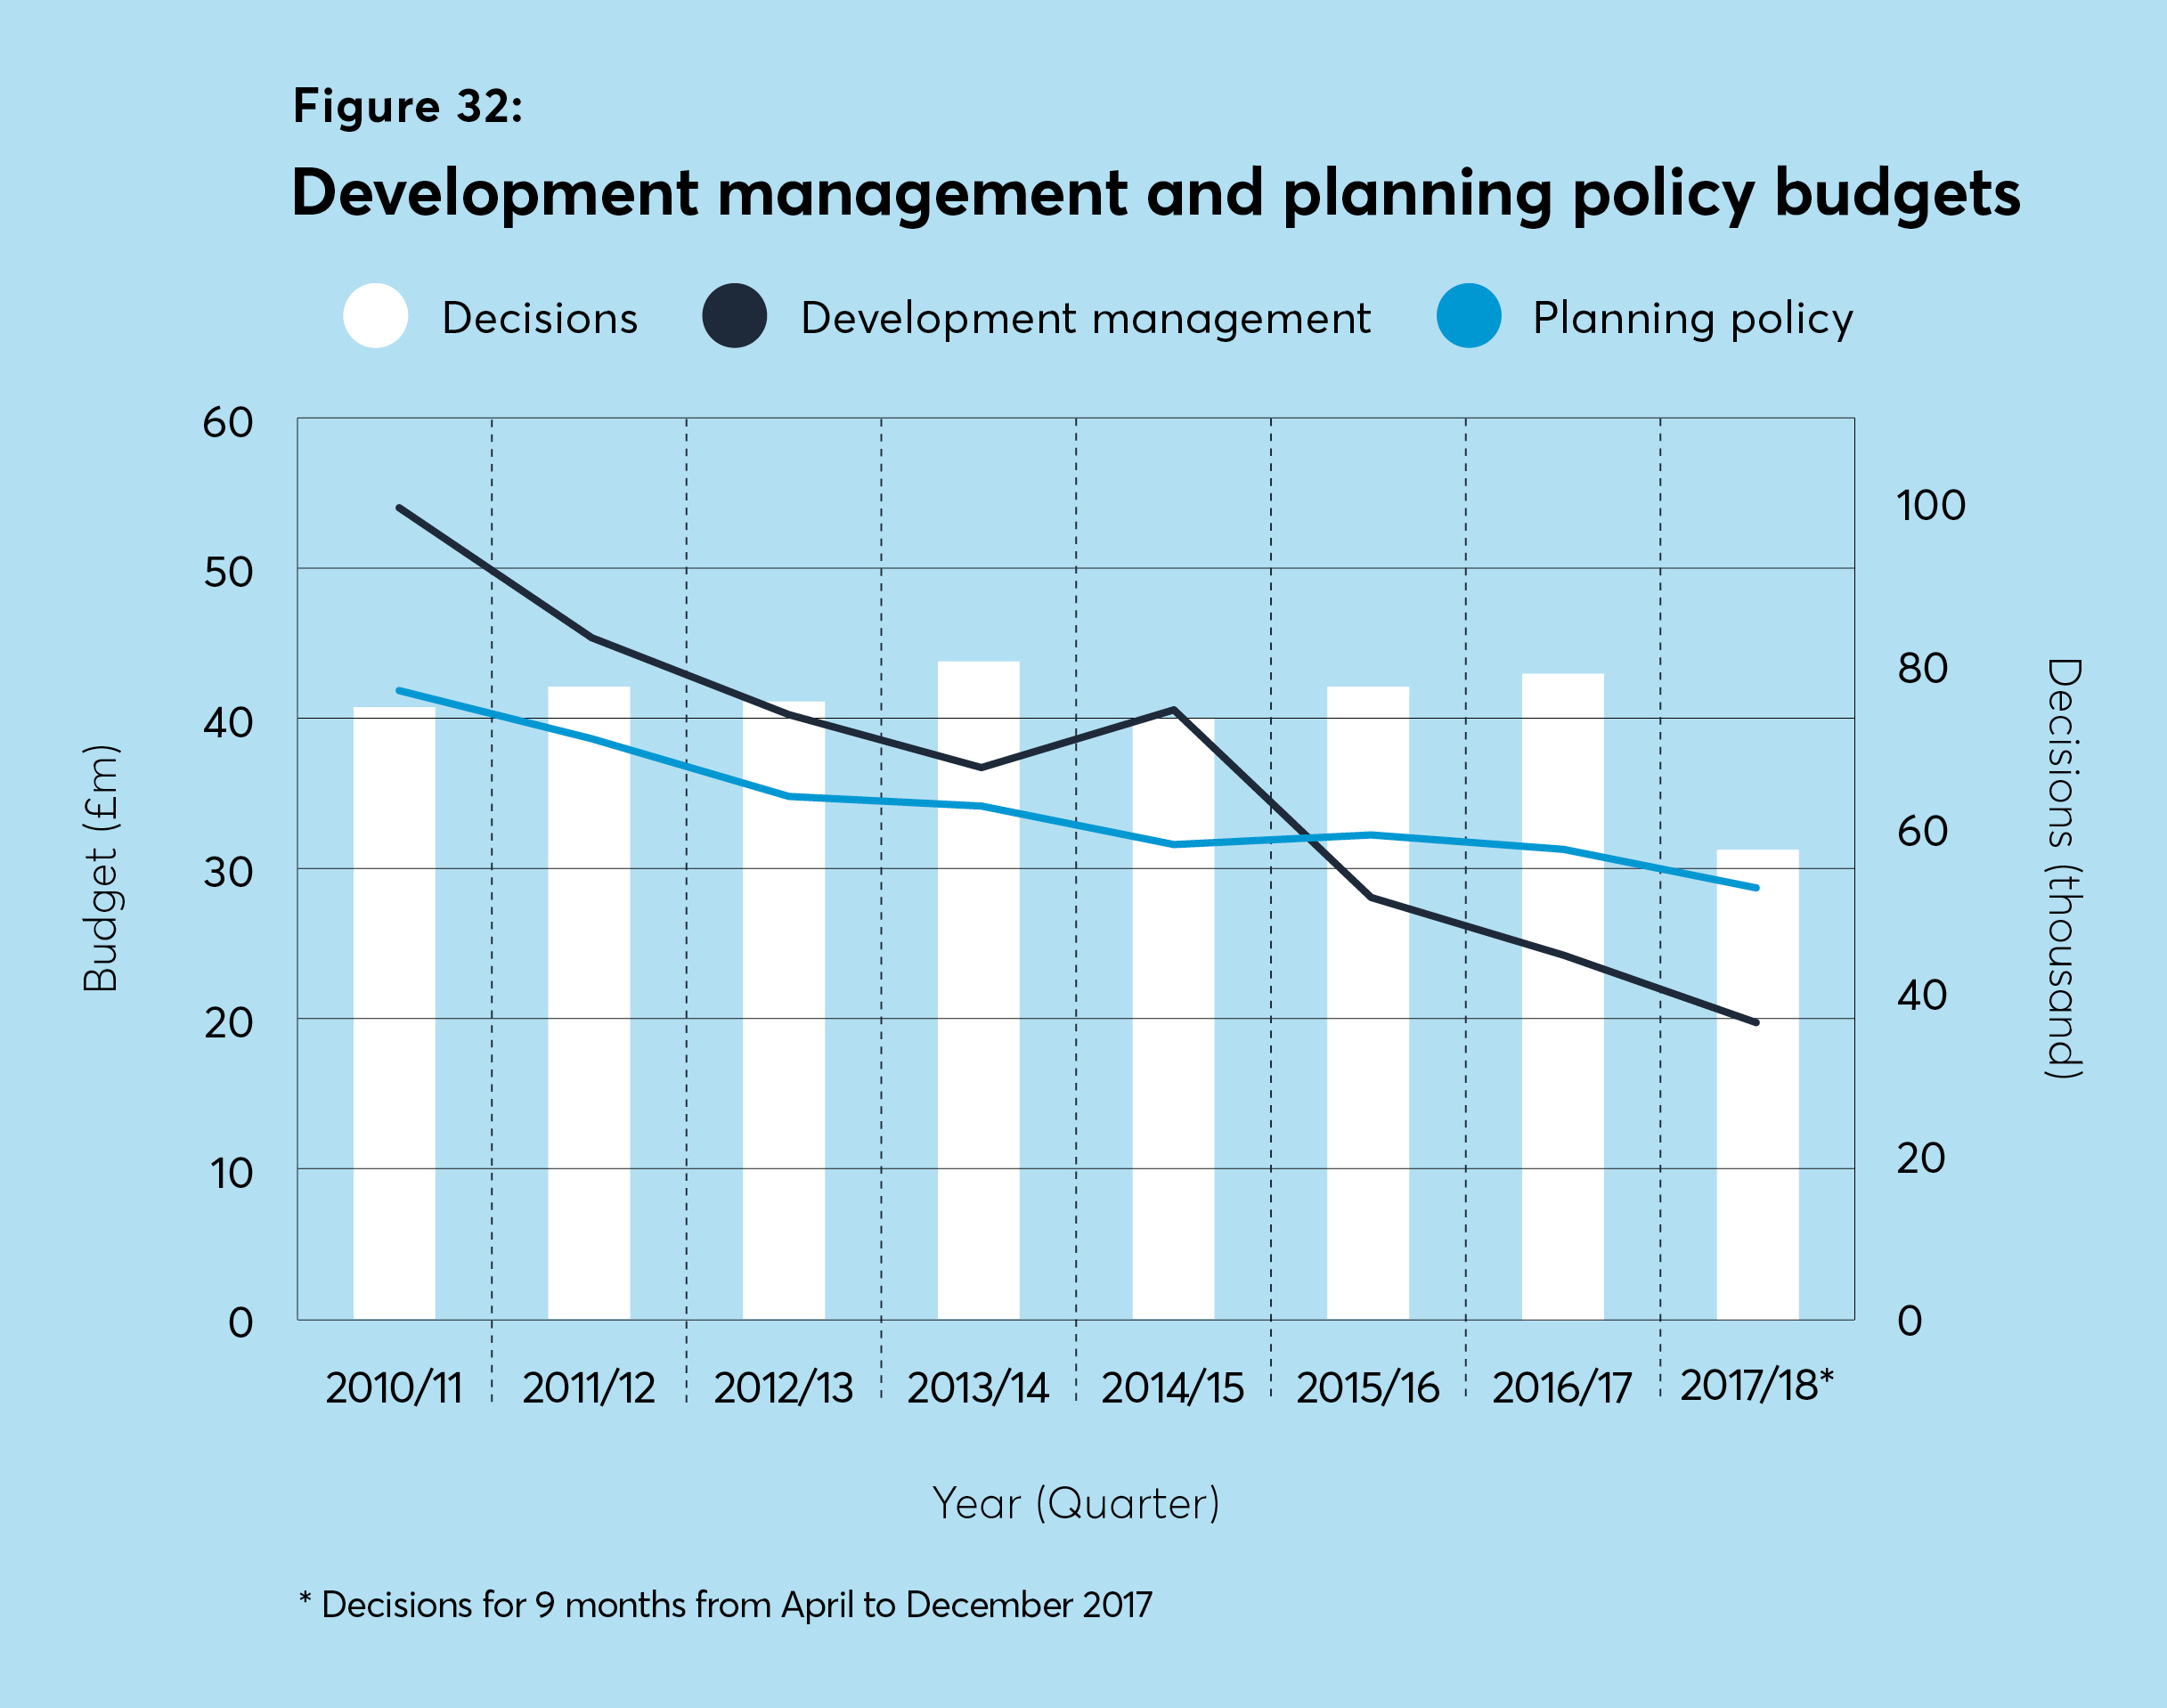 Figure 32:
Development management and planning policy budgets
Decisions
Development management
Planning policy
60
50
40
30
20
10
0
Budget (£m)
100
80
60
40
20
0
Decisions (thousand)
2010/11
2011/12
2012/13
2013/14
2014/15
2015/16
2016/17
2017/18*
Year (Quarter)
* Decisions for 9 months from April to December 2017